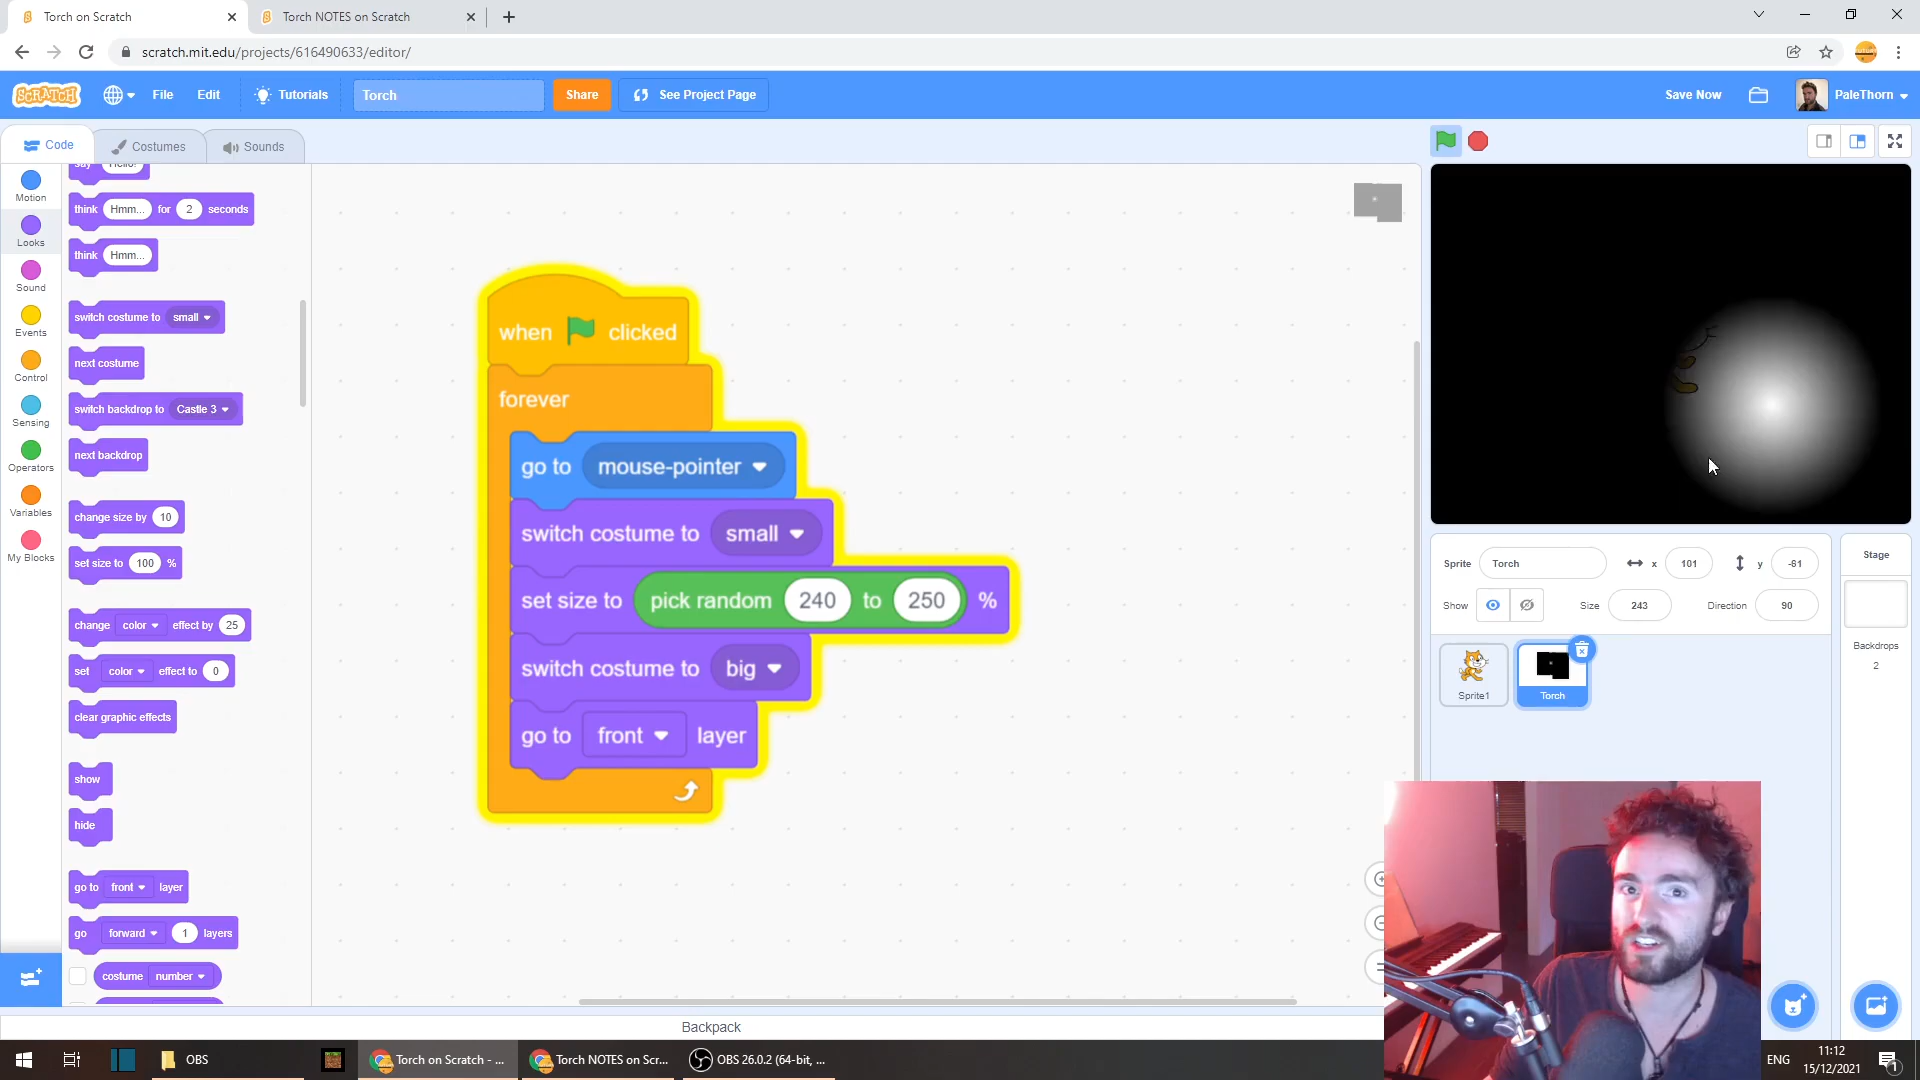 Torch on Scratch
Torch NOTES on Scratch
scratch.mit.edu/projects/616490633/editor/
SCRATCH
File
Edit
Tutorials
Torch
Share
See Project Page
Save Now
PaleThorn
Code
Costumes
Sounds
Motion
Looks
Sound
Events
Control
Sensing
Operators
Variables
My Blocks
think Hmm... for 2 seconds
think Hmm...
switch costume to small
next costume
switch backdrop to Castle 3
next backdrop
change size by 10
set size to 100 %
change color effect by 25
set color effect to 0
clear graphic effects
show
hide
go to front layer
go forward 1 layers
costume number
when clicked
forever
go to mouse-pointer
switch costume to small
set size to pick random 240 to 250 %
switch costume to big
go to front layer
Sprite Torch x 101 y -81
Show Size 243 Direction 90
Sprite1
Torch
Stage
Backdrops
2
Backpack
OBS
Torch on Scratch - ...
Torch NOTES on Scr...
OBS 26.0.2 (64-bit, ...
ENG
11:12
15/12/2021
1